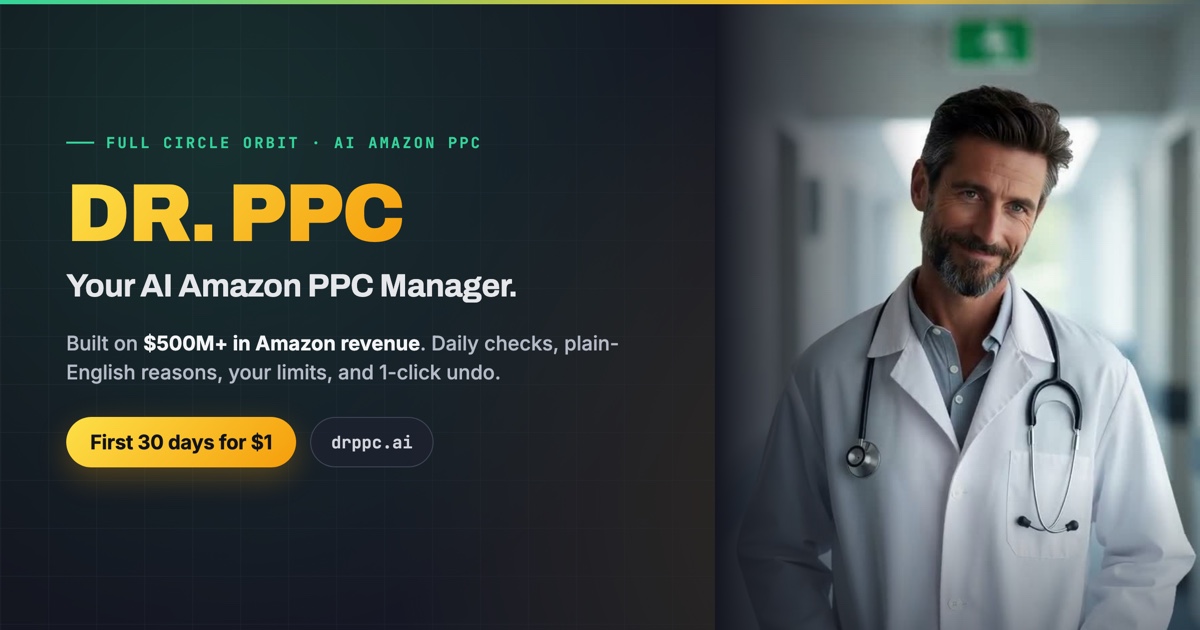 FULL CIRCLE ORBIT · AI AMAZON PPC
DR. PPC
Your AI Amazon PPC Manager.
Built on $500M+ in Amazon revenue. Daily checks, plain-
English reasons, your limits, and 1-click undo.
First 30 days for $1
drppc.ai